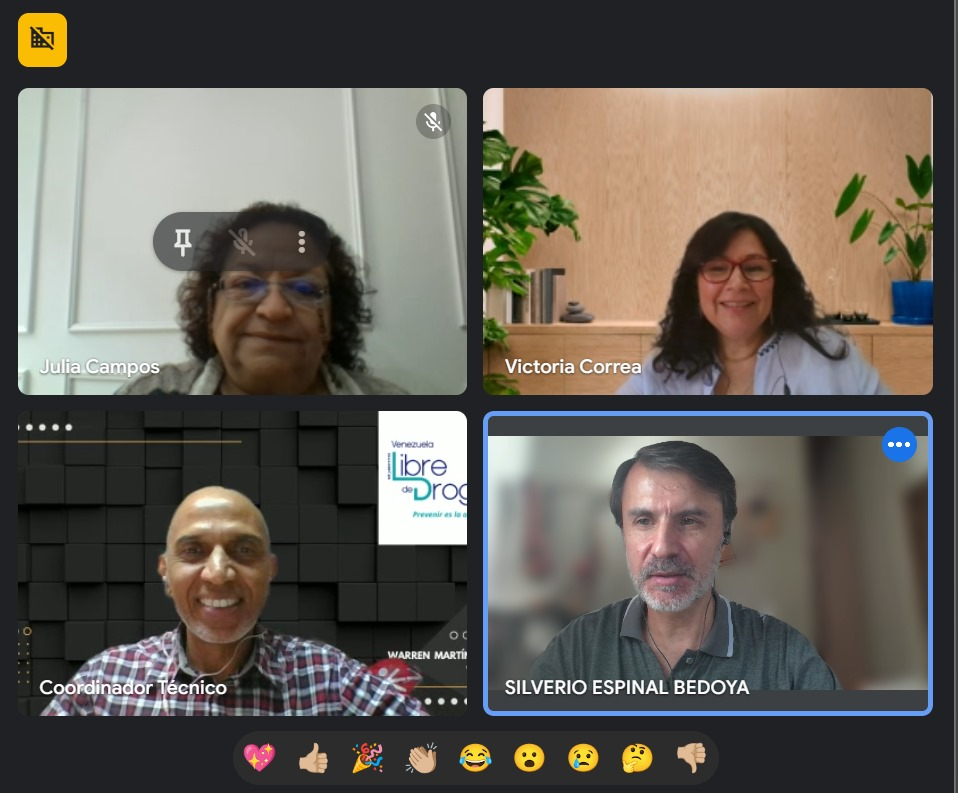 Julia Campos
Victoria Correa
Venezuela
Libre
de Drog
Prevenir es la
Coordinador Técnico
WARREN MARTÍN
SILVERIO ESPINAL BEDOYA